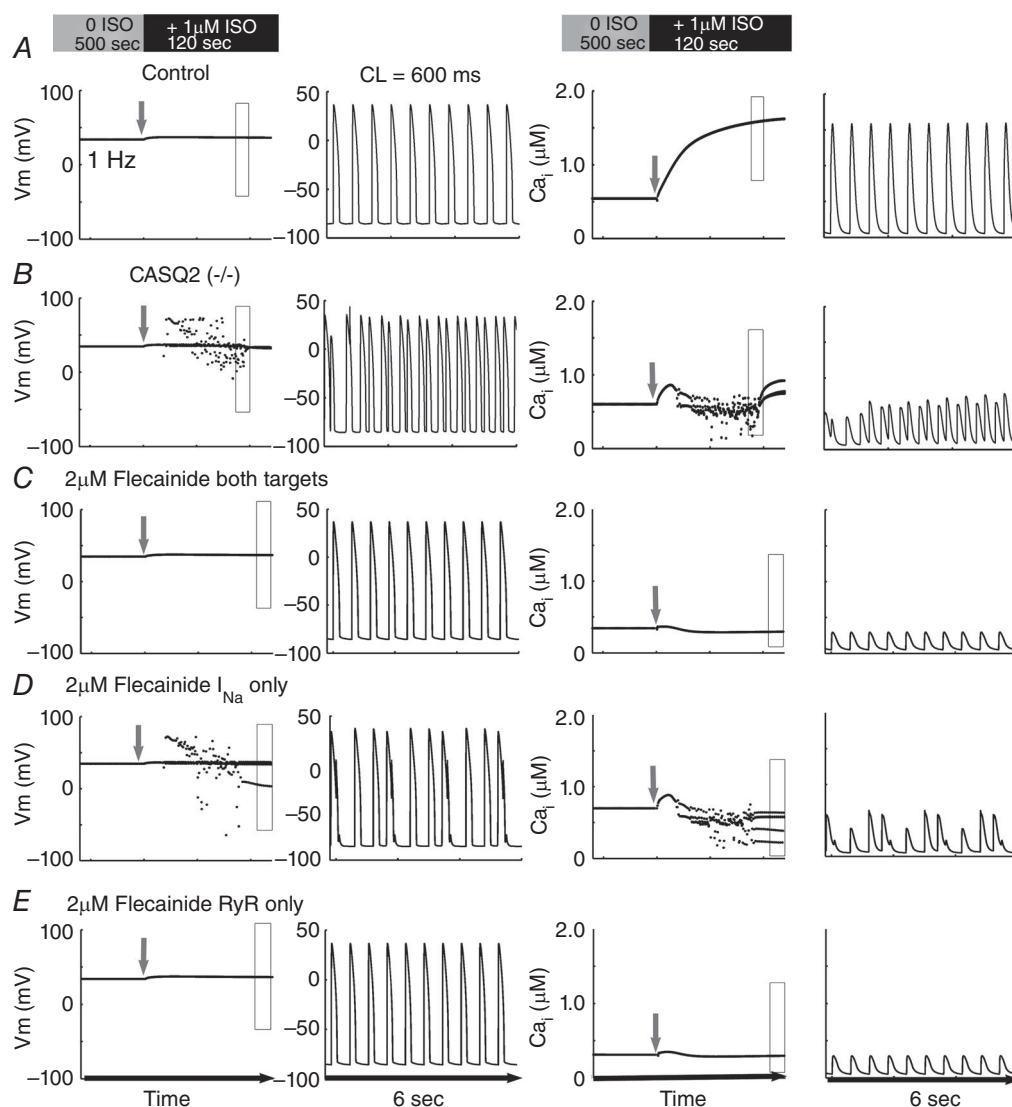 0 ISO
500 sec
+ 1µM ISO
120 sec
0 ISO
500 sec
+ 1µM ISO
120 sec
A
Control
CL = 600 ms
Vm (mV)
100
0
−100
1 Hz
50
0
−50
−100
Ca_i (µM)
2.0
1.0
0
B
CASQ2 (-/-)
Vm (mV)
100
0
−100
50
0
−50
−100
Ca_i (µM)
2.0
1.0
0
C
2µM Flecainide both targets
Vm (mV)
100
0
−100
50
0
−50
−100
Ca_i (µM)
2.0
1.0
0
D
2µM Flecainide I_Na only
Vm (mV)
100
0
−100
50
0
−50
−100
Ca_i (µM)
2.0
1.0
0
E
2µM Flecainide RyR only
Vm (mV)
100
0
−100
50
0
−50
−100
Ca_i (µM)
2.0
1.0
0
Time
6 sec
Time
6 sec